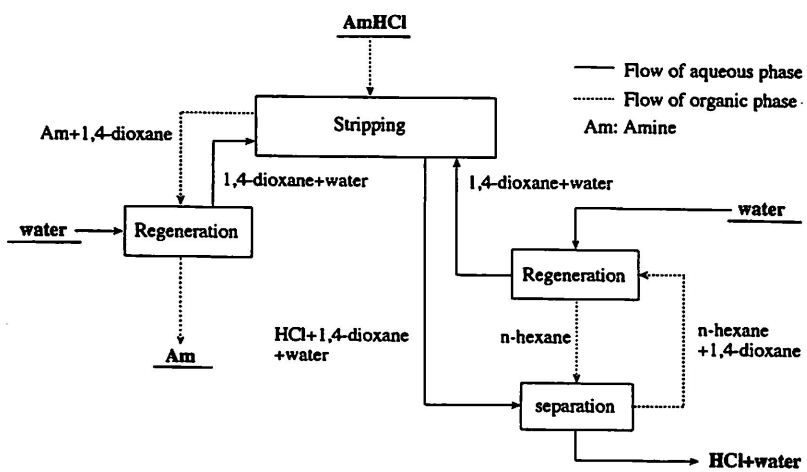 AmHCl
Flow of aqueous phase
Flow of organic phase
Am: Amine
Stripping
Am+1,4-dioxane
1,4-dioxane+water
1,4-dioxane+water
water
Regeneration
water
Regeneration
HCl+1,4-dioxane
+water
n-hexane
n-hexane
+1,4-dioxane
Am
separation
HCl+water